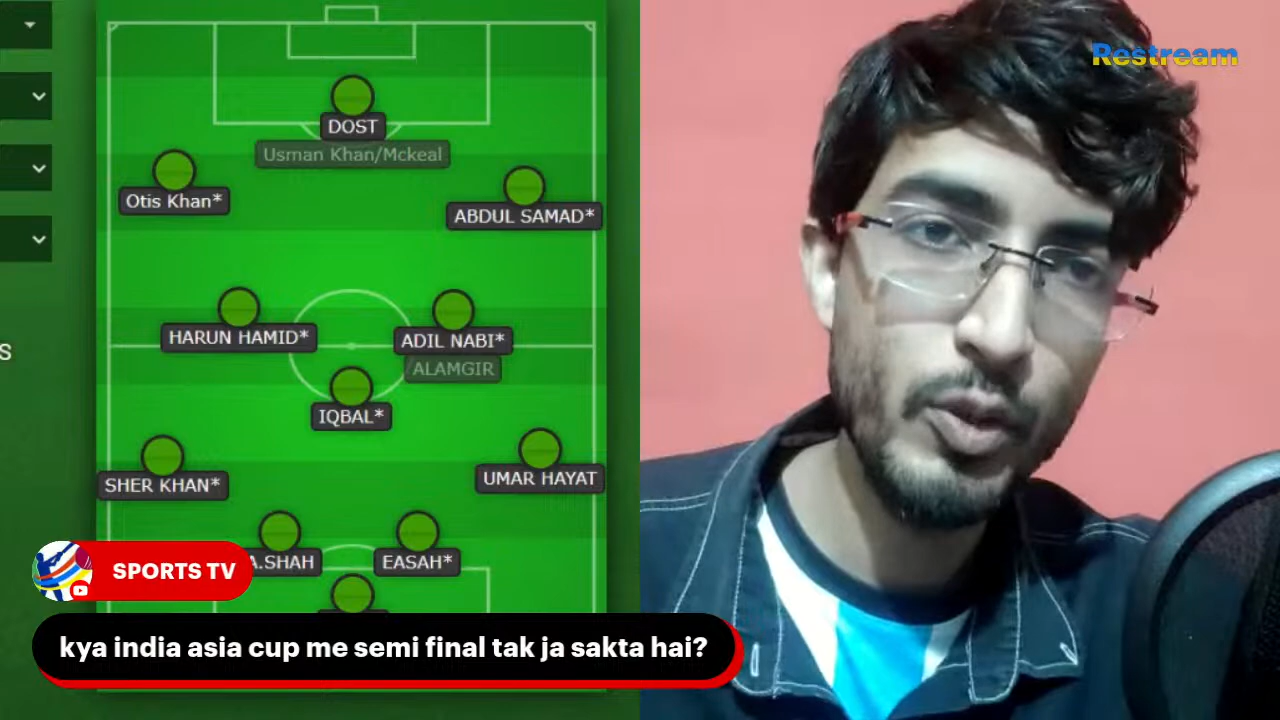 Restream
DOST
Usman Khan/Mckeal
Otis Khan*
ABDUL SAMAD*
HARUN HAMID*
ADIL NABI*
ALAMGIR
S
IQBAL*
SHER KHAN*
UMAR HAYAT
A.SHAH
EASAH*
SPORTS TV
kya india asia cup me semi final tak ja sakta hai?